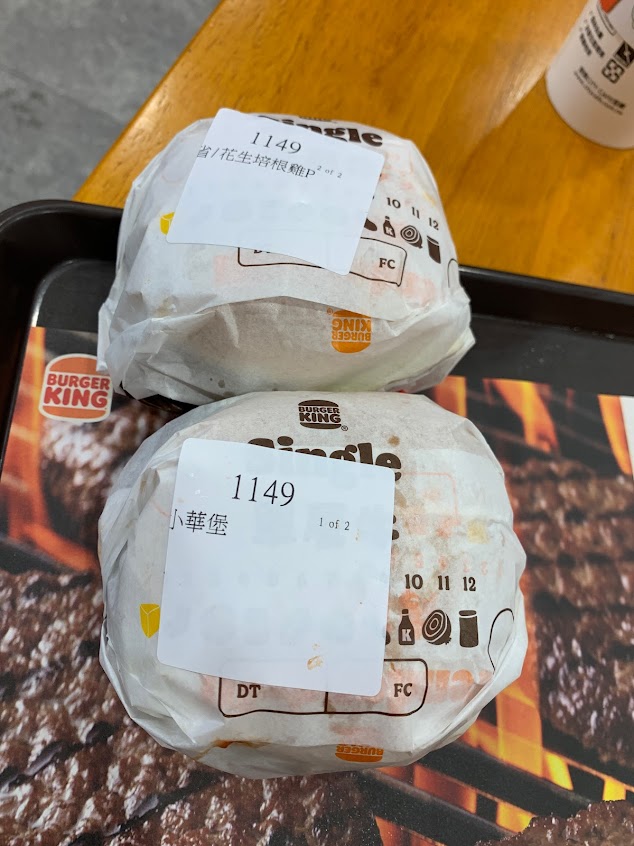 Single
1149
省/花生培根雞P 2 of 2
10 11 12
K
FC
BURGER
KING
BURGER
KING
BURGER
KING
Single
1149
小華堡
1 of 2
10 11 12
K
DT
FC
BURGER